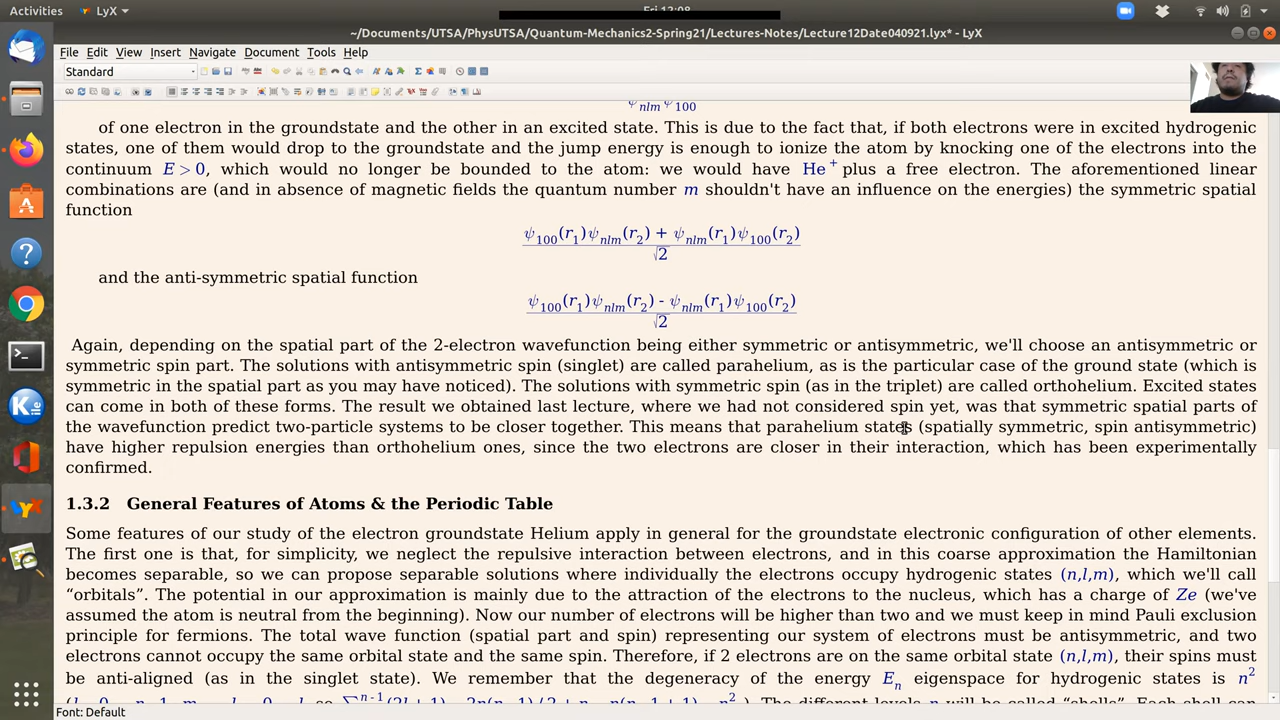 Activities LyX Fri 12:08
~/Documents/UTSA/PhysUTSA/Quantum-Mechanics2-Spring21/Lectures-Notes/Lecture12Date040921.lyx* - LyX
File Edit View Insert Navigate Document Tools Help
Standard
ψnlm ψ100
of one electron in the groundstate and the other in an excited state. This is due to the fact that, if both electrons were in excited hydrogenic
states, one of them would drop to the groundstate and the jump energy is enough to ionize the atom by knocking one of the electrons into the
continuum E > 0, which would no longer be bounded to the atom: we would have He+ plus a free electron. The aforementioned linear
combinations are (and in absence of magnetic fields the quantum number m shouldn't have an influence on the energies) the symmetric spatial
function
ψ100(r1)ψnlm(r2) + ψnlm(r1)ψ100(r2)
√2
and the anti-symmetric spatial function
ψ100(r1)ψnlm(r2) - ψnlm(r1)ψ100(r2)
√2
Again, depending on the spatial part of the 2-electron wavefunction being either symmetric or antisymmetric, we'll choose an antisymmetric or
symmetric spin part. The solutions with antisymmetric spin (singlet) are called parahelium, as is the particular case of the ground state (which is
symmetric in the spatial part as you may have noticed). The solutions with symmetric spin (as in the triplet) are called orthohelium. Excited states
can come in both of these forms. The result we obtained last lecture, where we had not considered spin yet, was that symmetric spatial parts of
the wavefunction predict two-particle systems to be closer together. This means that parahelium states (spatially symmetric, spin antisymmetric)
have higher repulsion energies than orthohelium ones, since the two electrons are closer in their interaction, which has been experimentally
confirmed.
1.3.2 General Features of Atoms & the Periodic Table
Some features of our study of the electron groundstate Helium apply in general for the groundstate electronic configuration of other elements.
The first one is that, for simplicity, we neglect the repulsive interaction between electrons, and in this coarse approximation the Hamiltonian
becomes separable, so we can propose separable solutions where individually the electrons occupy hydrogenic states (n,l,m), which we'll call
“orbitals”. The potential in our approximation is mainly due to the attraction of the electrons to the nucleus, which has a charge of Ze (we've
assumed the atom is neutral from the beginning). Now our number of electrons will be higher than two and we must keep in mind Pauli exclusion
principle for fermions. The total wave function (spatial part and spin) representing our system of electrons must be antisymmetric, and two
electrons cannot occupy the same orbital state and the same spin. Therefore, if 2 electrons are on the same orbital state (n,l,m), their spins must
be anti-aligned (as in the singlet state). We remember that the degeneracy of the energy En eigenspace for hydrogenic states is n2
The different levels n will be called “shells”. Each shell can
Font: Default